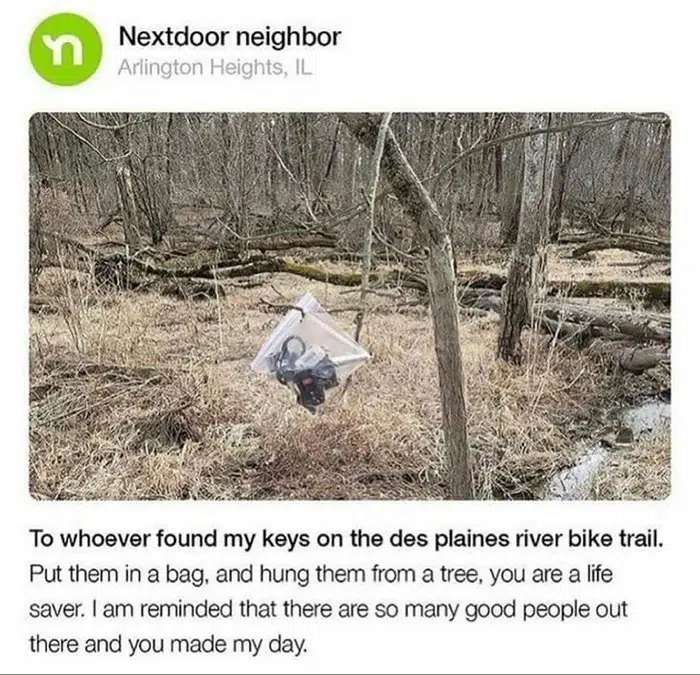 n
Nextdoor neighbor
Arlington Heights, IL
To whoever found my keys on the des plaines river bike trail.
Put them in a bag, and hung them from a tree, you are a life
saver. I am reminded that there are so many good people out
there and you made my day.